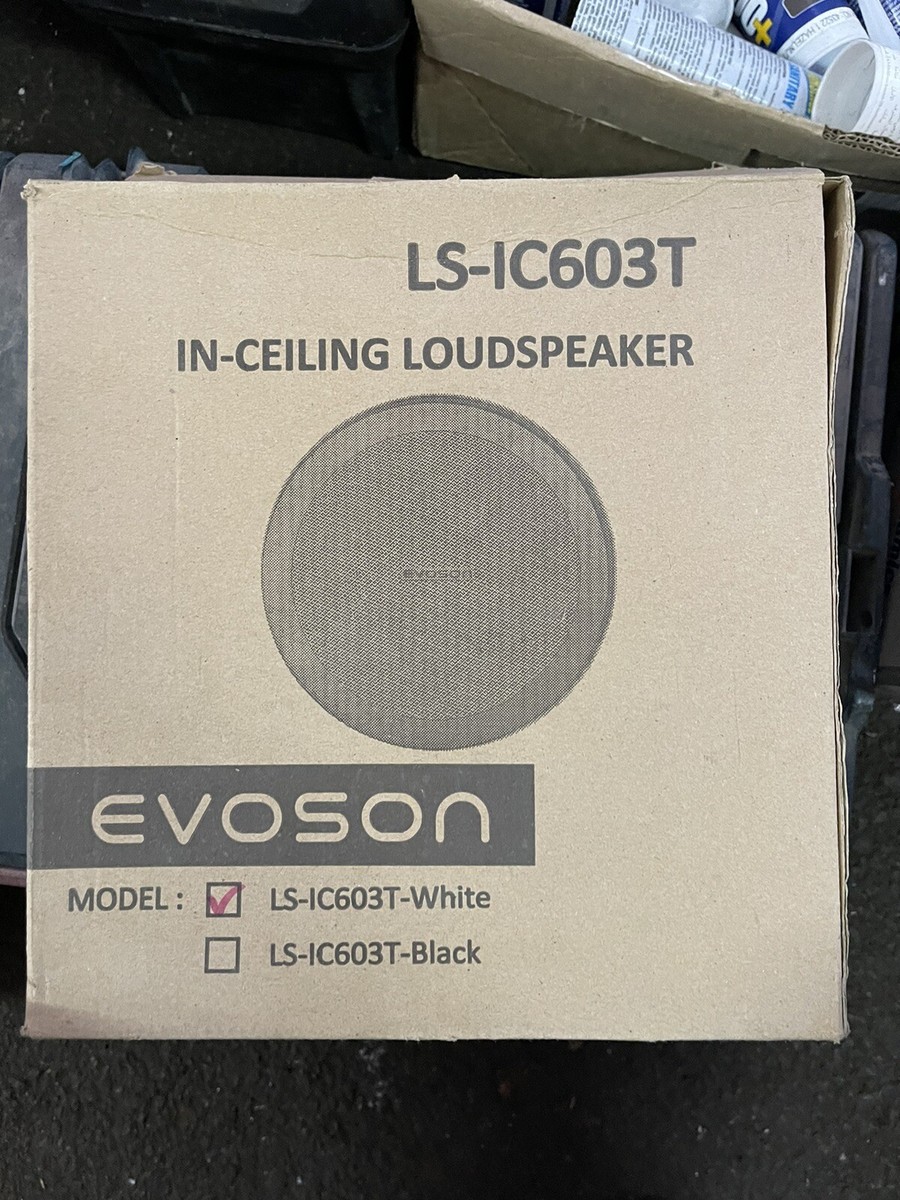 LS-IC603T
IN-CEILING LOUDSPEAKER
EVOSON
EVOSON
MODEL : LS-IC603T-White
LS-IC603T-Black